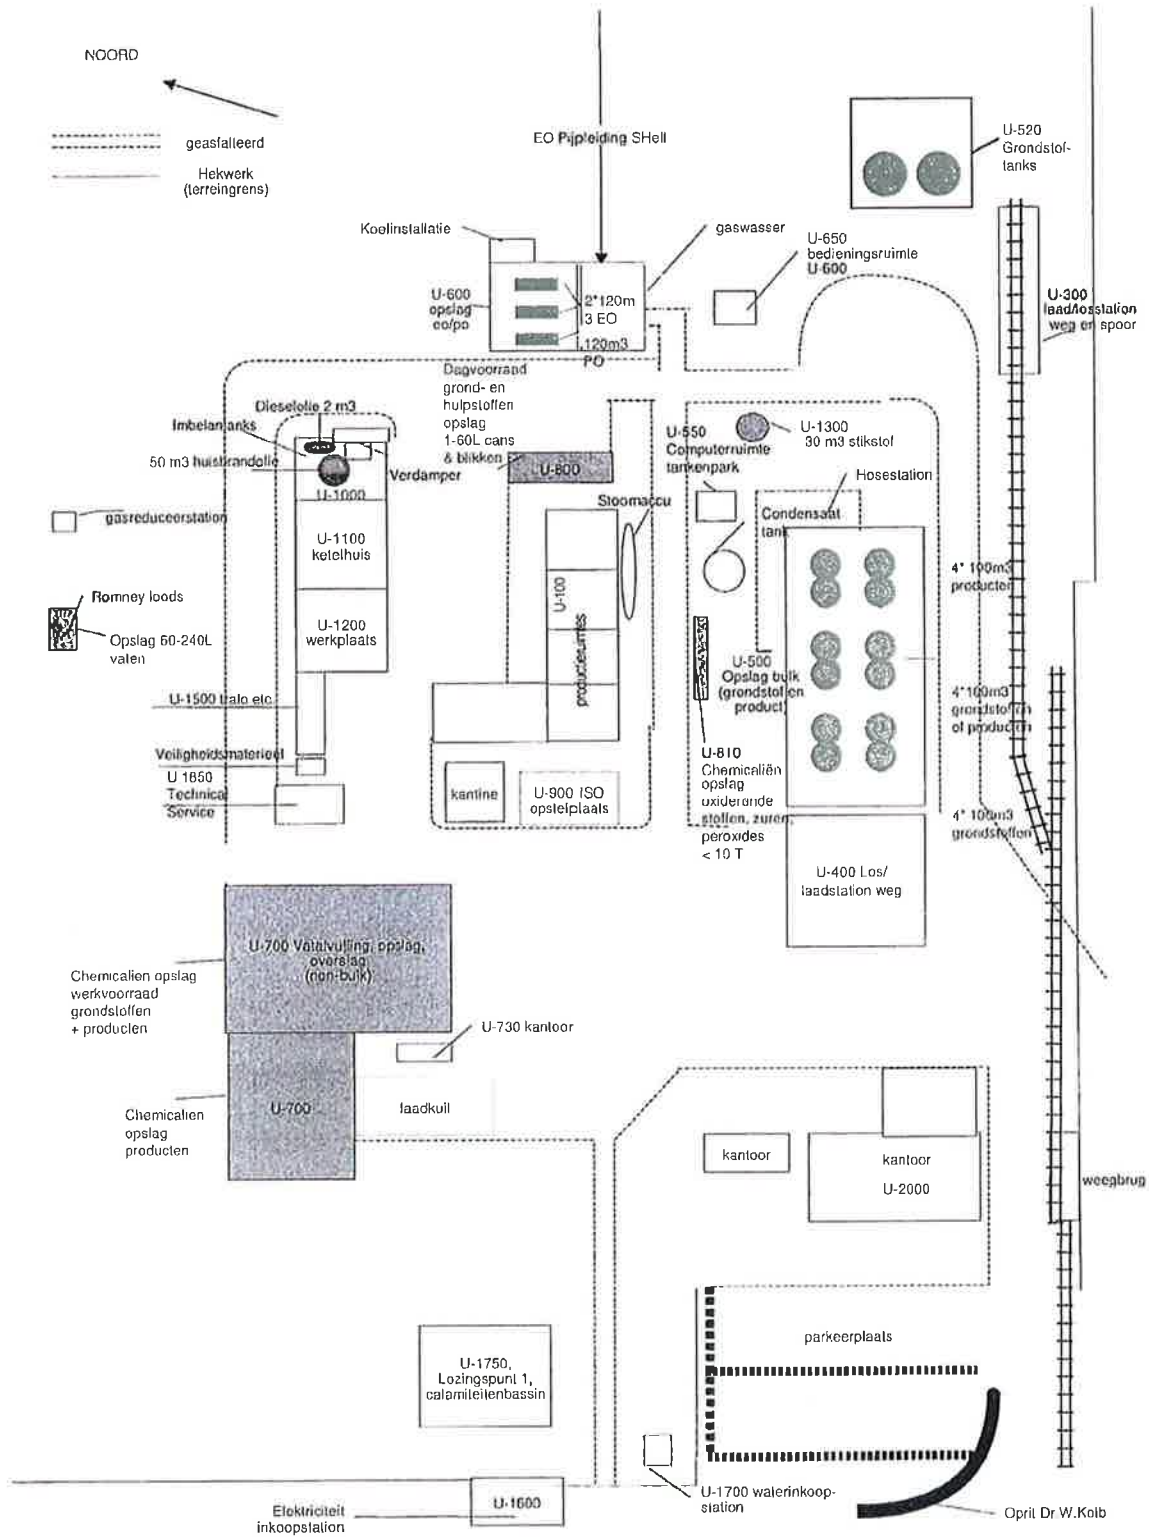 NOORD
geasfalteerd
Hekwerk
(terreingrens)
EO Pijpleiding SHell
U-520
Grondstof-
tanks
Koelinstallatie
gaswasser
U-650
bedieningsruimte
U-600
U-600
opslag
eo/po
2*120m
3 EO
120m3
PO
U-300
laad/losstation
weg en spoor
Dagvoorraad
grond- en
hulpstoffen
opslag
1-60L cans
& blikken
Dieselolie 2 m3
50 m3 huisbrandolie
Verdamper
U-1000
U-800
U-550
Computerruimte
tankenpark
U-1300
30 m3 stikstof
Hosestation
Stoomaccu
Condensaat
tank
gasreduceerstation
U-1100
ketelhuis
U-100
productieruimtes
4* 100m3
producten
Romney loods
Opslag 60-240L
vaten
U-1200
werkplaats
U-500
Opslag bulk
(grondstof en
product)
4*100m3
grondstoffen
of producten
U-1500 trafo etc
Veiligheidsmaterieel
U 1850
Technical
Service
kantine
U-900 ISO
opstelplaats
U-810
Chemicaliën
opslag
oxiderende
stoffen, zuren,
peroxides
< 10 T
4* 100m3
grondstoffen
U-400 Los/
laadstation weg
U-700 Vatafvulling, opslag,
overslag
(non-bulk)
Chemicalien opslag
werkvoorraad
grondstoffen
+ producten
U-730 kantoor
Chemicalien
opslag
producten
U-700
laadkuil
kantoor
kantoor
U-2000
weegbrug
parkeerplaats
U-1750,
Lozingspunt 1,
calamiteitenbassin
U-1700 waterinkoop-
station
U-1600
Elektriciteit
inkoopstation
Oprit Dr W.Kolb